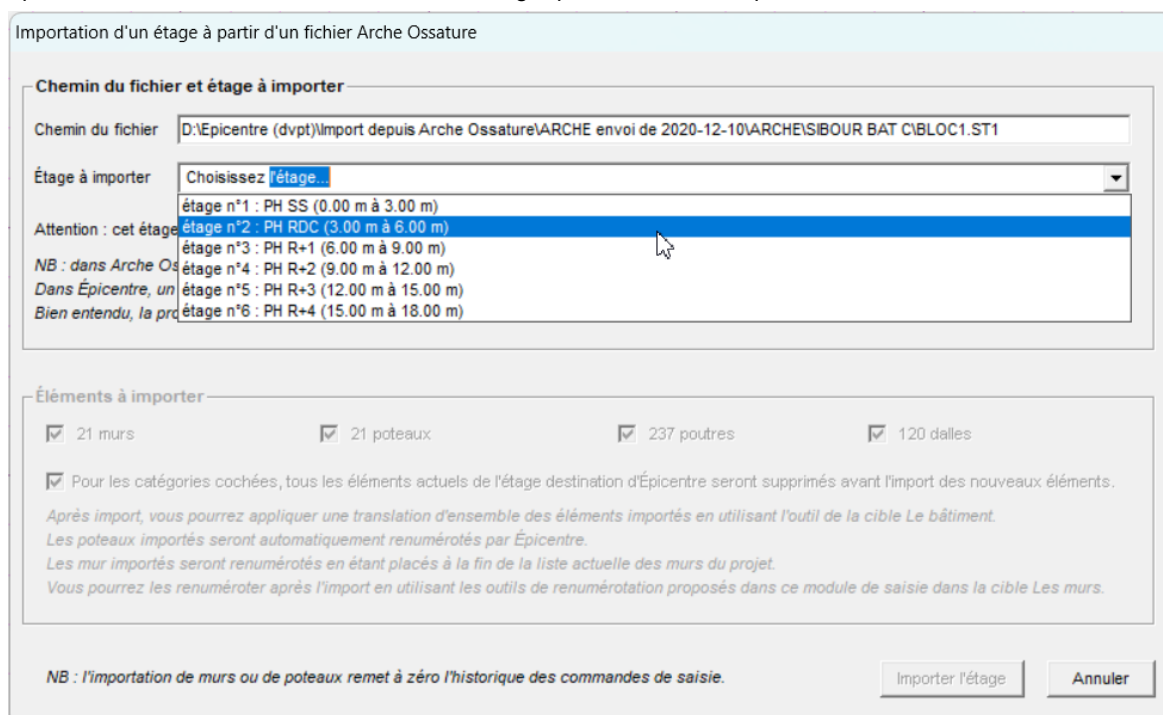 Importation d'un étage à partir d'un fichier Arche Ossature
Chemin du fichier et étage à importer
Chemin du fichier D:\Epicentre (dvpt)\Import depuis Arche Ossature\ARCHE envoi de 2020-12-10\ARCHE\SIBOUR BAT C\BLOC1.ST1
Étage à importer Choisissez l'étage...
étage n°1 : PH SS (0.00 m à 3.00 m)
Attention : cet étage étage n°2 : PH RDC (3.00 m à 6.00 m)
étage n°3 : PH R+1 (6.00 m à 9.00 m)
NB : dans Arche Os étage n°4 : PH R+2 (9.00 m à 12.00 m)
Dans Épicentre, un étage n°5 : PH R+3 (12.00 m à 15.00 m)
Bien entendu, la pro étage n°6 : PH R+4 (15.00 m à 18.00 m)
Éléments à importer
21 murs 21 poteaux 237 poutres 120 dalles
Pour les catégories cochées, tous les éléments actuels de l'étage destination d'Épicentre seront supprimés avant l'import des nouveaux éléments.
Après import, vous pourrez appliquer une translation d'ensemble des éléments importés en utilisant l'outil de la cible Le bâtiment.
Les poteaux importés seront automatiquement renumérotés par Épicentre.
Les mur importés seront renumérotés en étant placés à la fin de la liste actuelle des murs du projet.
Vous pourrez les renuméroter après l'import en utilisant les outils de renumérotation proposés dans ce module de saisie dans la cible Les murs.
NB : l'importation de murs ou de poteaux remet à zéro l'historique des commandes de saisie.
Importer l'étage Annuler